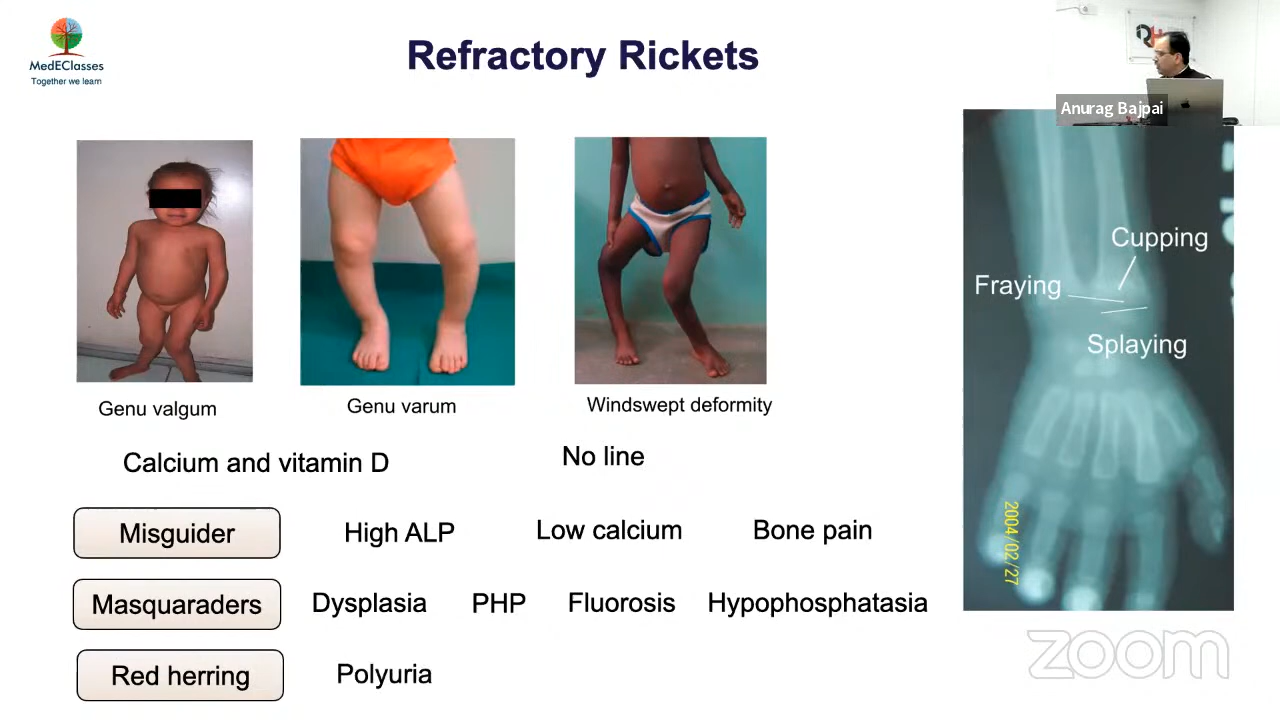 MedEClasses
Together we learn
Refractory Rickets
Anurag Bajpai
Cupping
Fraying
Splaying
Genu valgum
Genu varum
Windswept deformity
Calcium and vitamin D
No line
Misguider
High ALP
Low calcium
Bone pain
Masquaraders
Dysplasia
PHP
Fluorosis
Hypophosphatasia
Red herring
Polyuria
2004/02/27
zoom